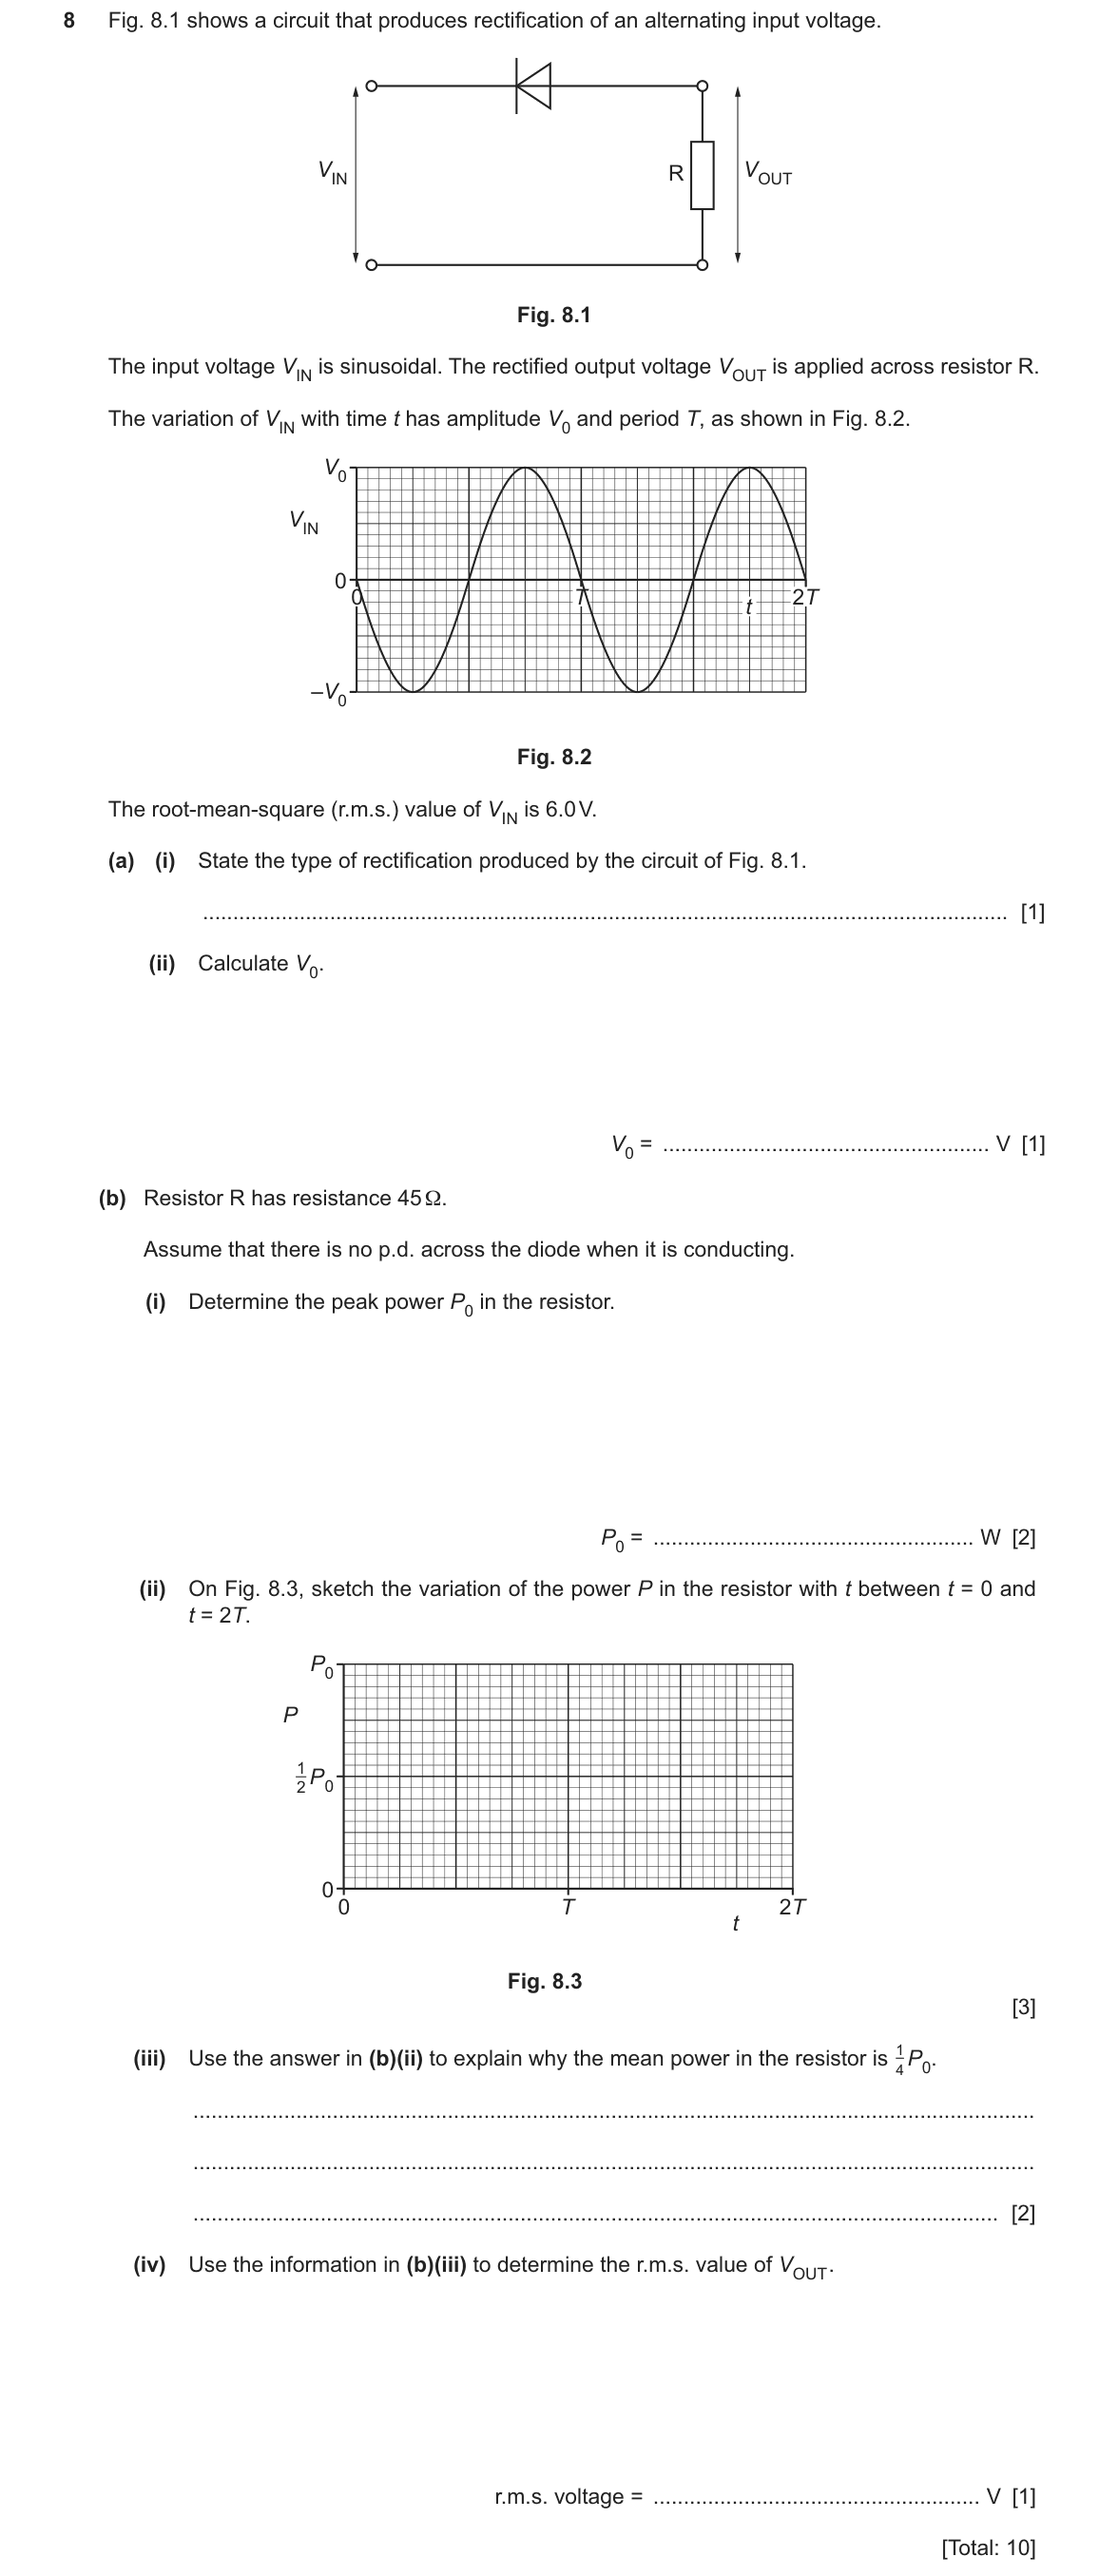 8 Fig. 8.1 shows a circuit that produces rectification of an alternating input voltage.
V_IN
R
V_OUT
Fig. 8.1
The input voltage V_IN is sinusoidal. The rectified output voltage V_OUT is applied across resistor R.
The variation of V_IN with time t has amplitude V_0 and period T, as shown in Fig. 8.2.
V_0
V_IN
0
0 T t 2T
–V_0
Fig. 8.2
The root-mean-square (r.m.s.) value of V_IN is 6.0 V.
(a) (i) State the type of rectification produced by the circuit of Fig. 8.1.
................................................................ [1]
(ii) Calculate V_0.
V_0 = ................................ V [1]
(b) Resistor R has resistance 45 Ω.
Assume that there is no p.d. across the diode when it is conducting.
(i) Determine the peak power P_0 in the resistor.
P_0 = ................................ W [2]
(ii) On Fig. 8.3, sketch the variation of the power P in the resistor with t between t = 0 and
t = 2T.
P_0
P
1/2 P_0
0
0 T 2T
t
Fig. 8.3
[3]
(iii) Use the answer in (b)(ii) to explain why the mean power in the resistor is 1/4 P_0.
................................................................
................................................................
................................................................ [2]
(iv) Use the information in (b)(iii) to determine the r.m.s. value of V_OUT.
r.m.s. voltage = ................................ V [1]
[Total: 10]